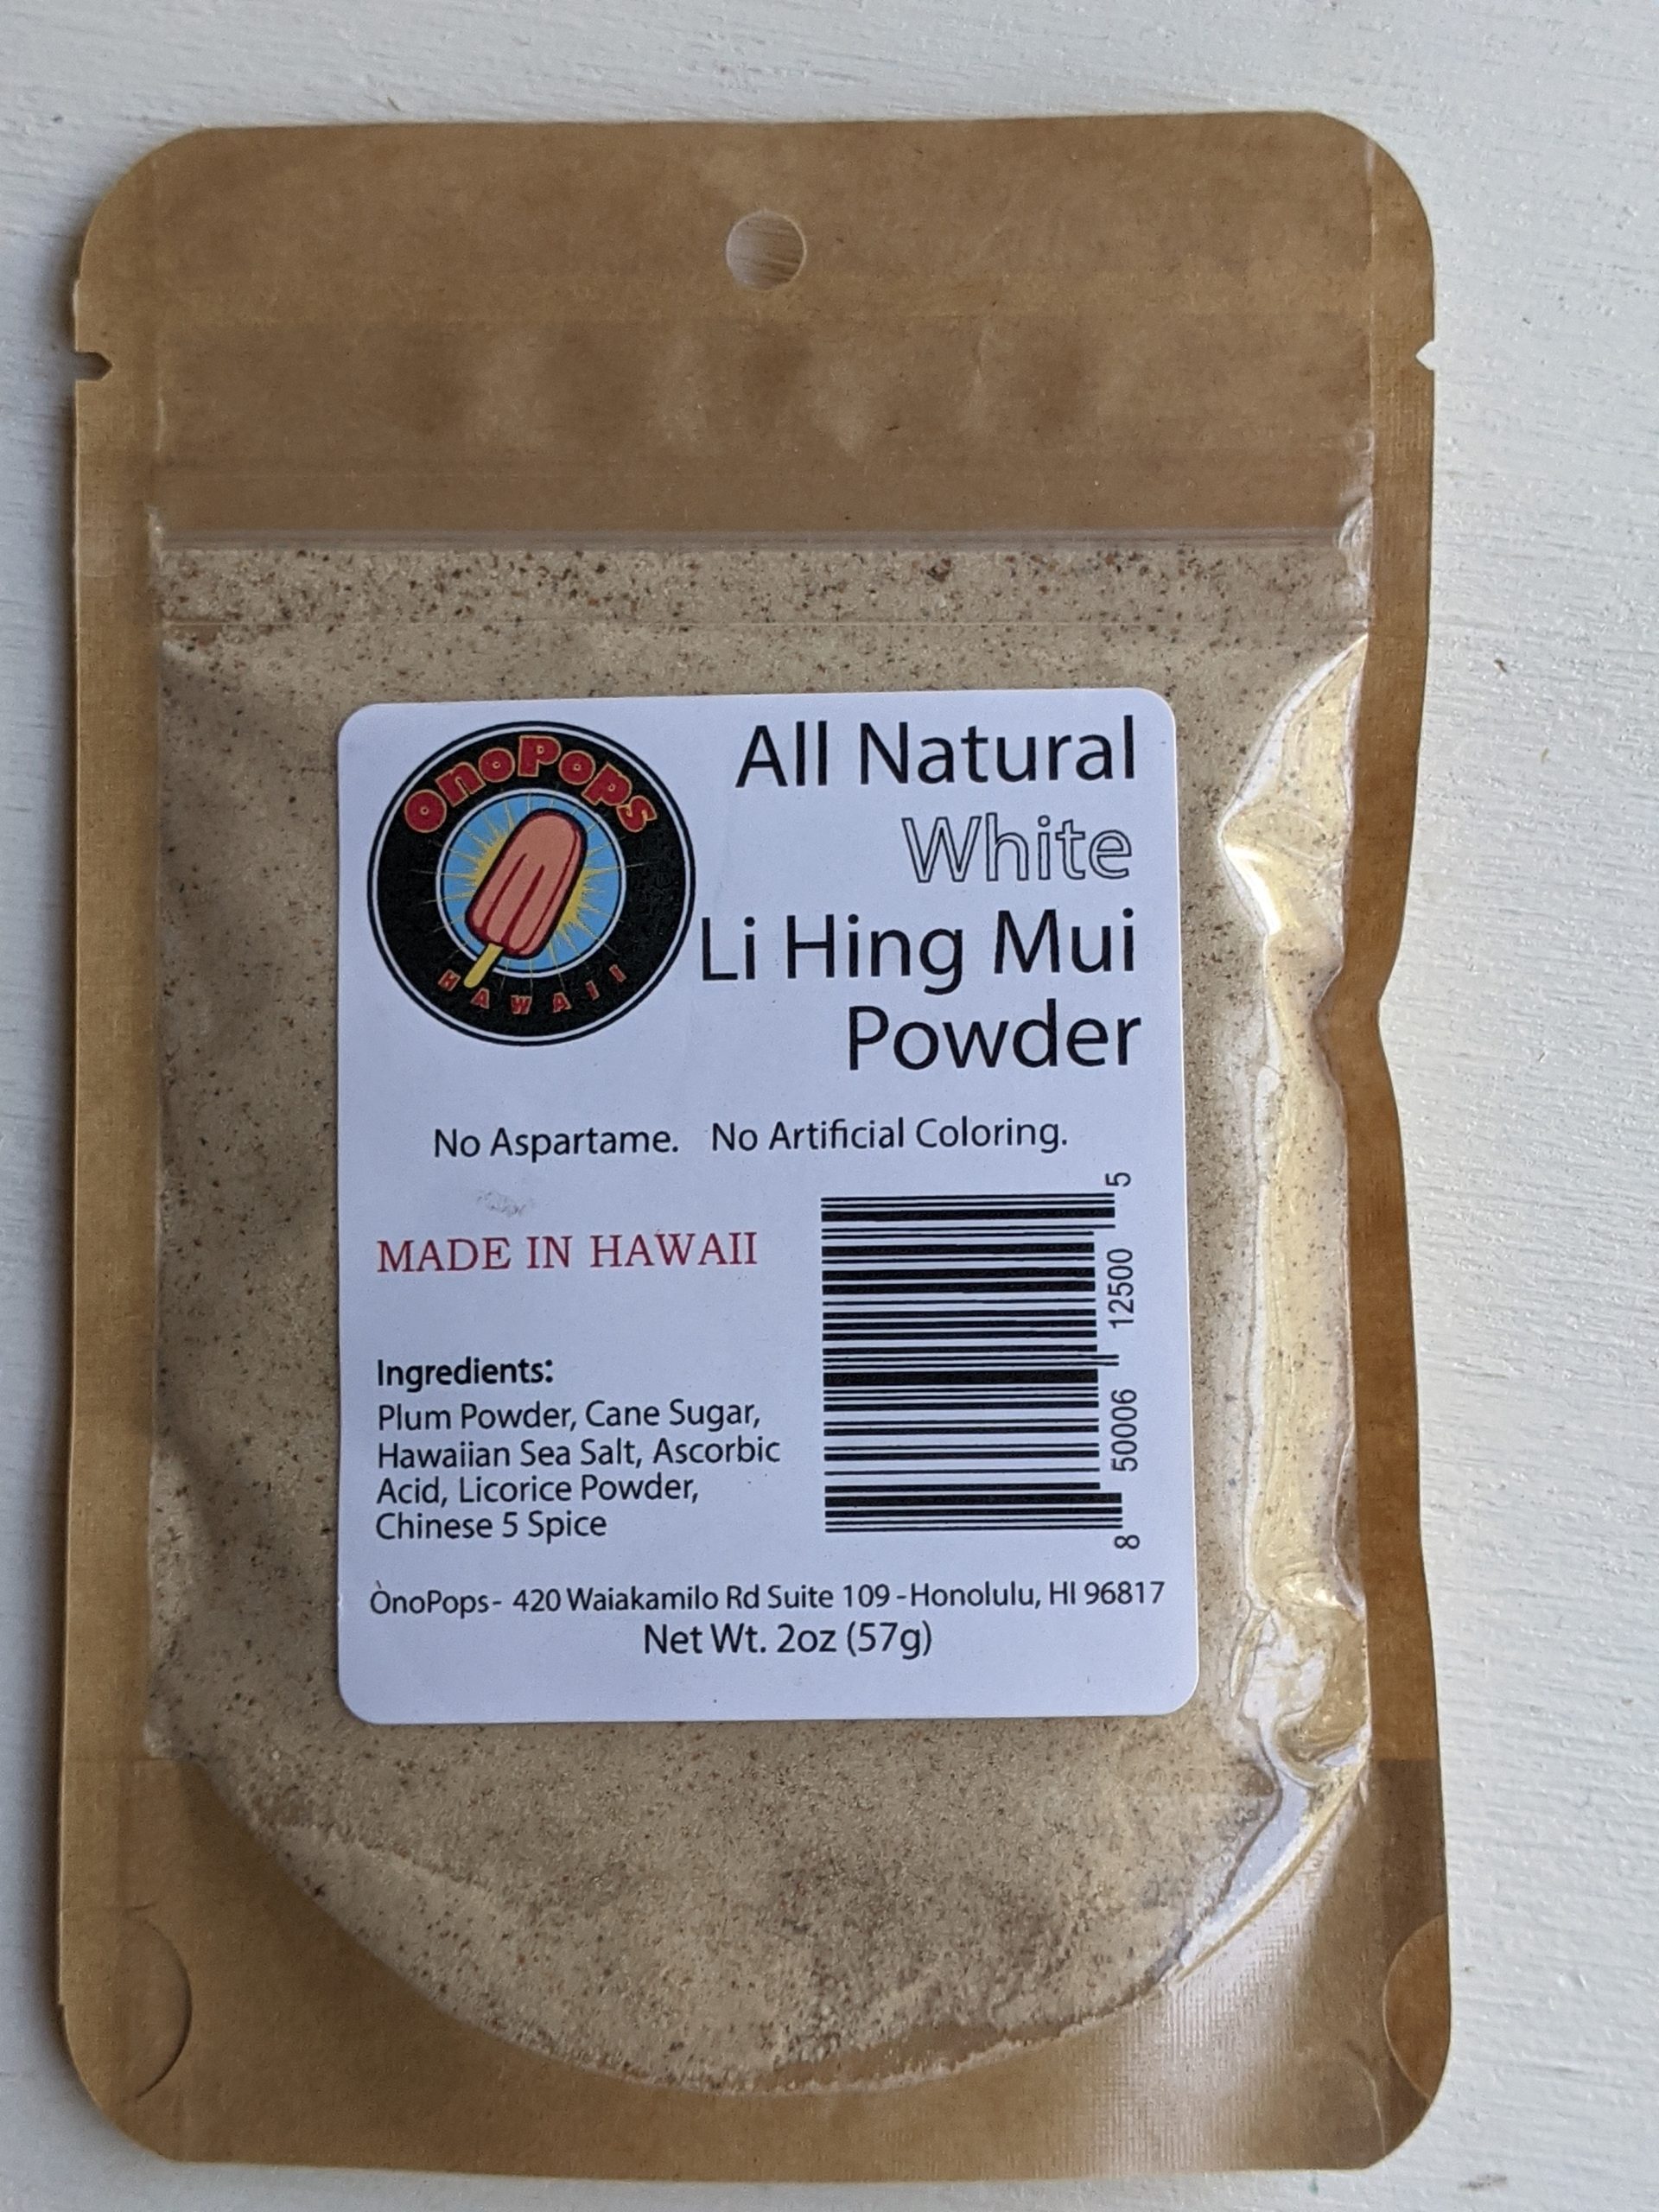 OnoPops
HAWAII
All Natural
White
Li Hing Mui
Powder
No Aspartame. No Artificial Coloring.
MADE IN HAWAII
Ingredients:
Plum Powder, Cane Sugar,
Hawaiian Sea Salt, Ascorbic
Acid, Licorice Powder,
Chinese 5 Spice
8 50006 12500 5
ÒnoPops- 420 Waiakamilo Rd Suite 109 -Honolulu, HI 96817
Net Wt. 2oz (57g)